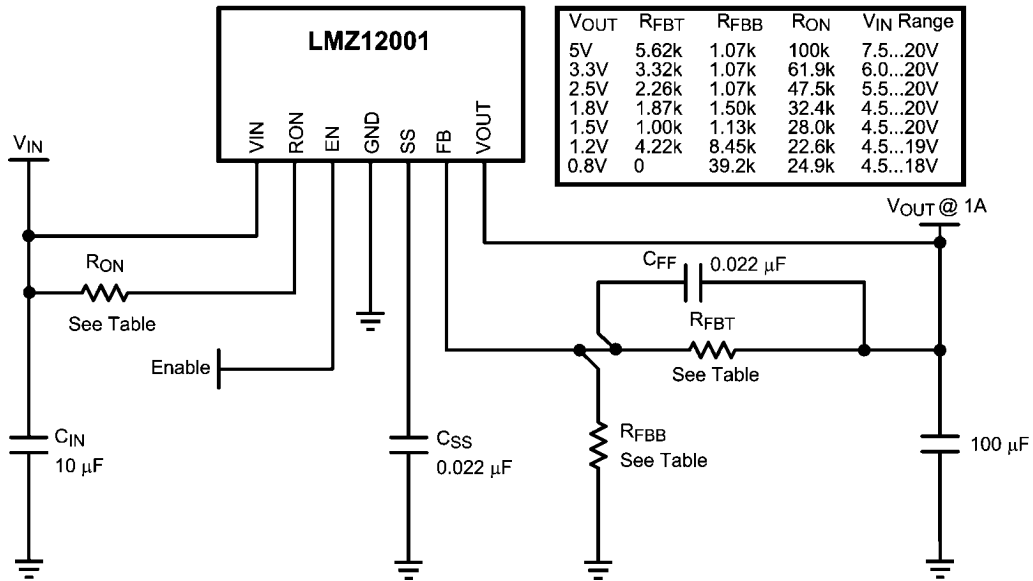 LMZ12001
VIN
RON
EN
GND
SS
FB
VOUT
VOUT RFBT RFBB RON VIN Range
5V 5.62k 1.07k 100k 7.5...20V
3.3V 3.32k 1.07k 61.9k 6.0...20V
2.5V 2.26k 1.07k 47.5k 5.5...20V
1.8V 1.87k 1.50k 32.4k 4.5...20V
1.5V 1.00k 1.13k 28.0k 4.5...20V
1.2V 4.22k 8.45k 22.6k 4.5...19V
0.8V 0 39.2k 24.9k 4.5...18V
VIN
VOUT @ 1A
RON
See Table
CFF 0.022 μF
RFBT
See Table
Enable
CIN
10 μF
CSS
0.022 μF
RFBB
See Table
100 μF